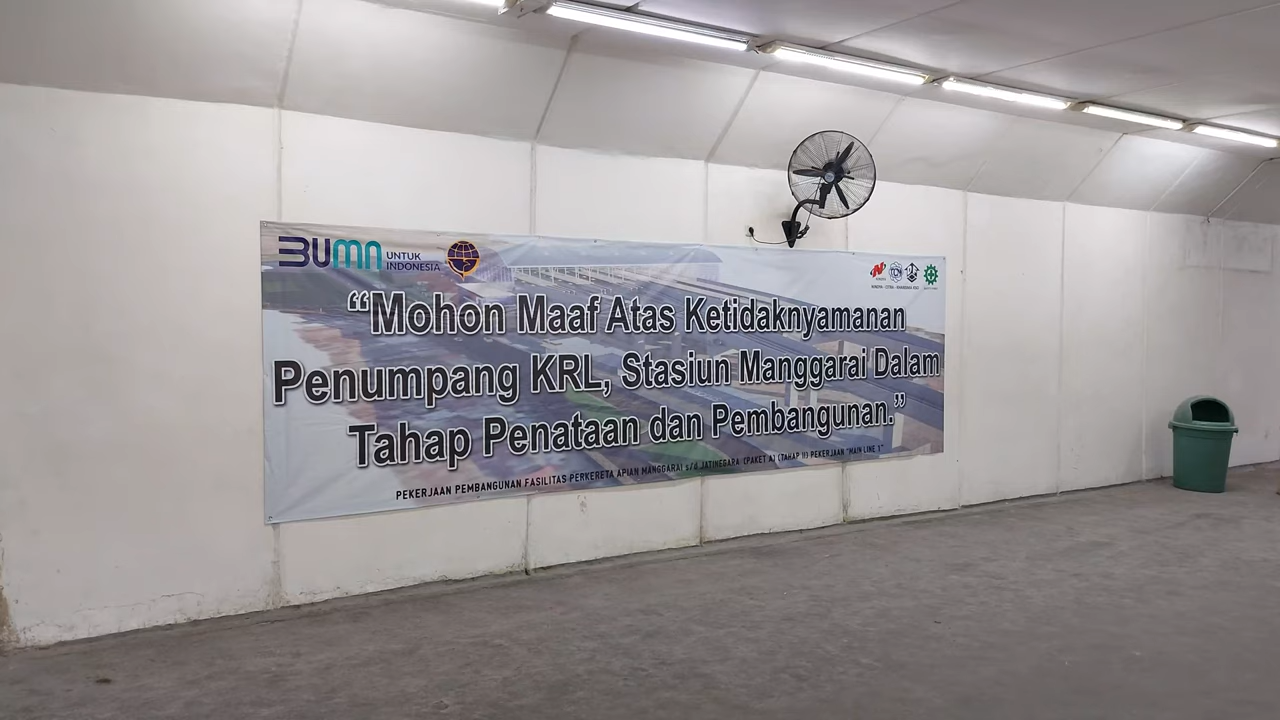 BUMN UNTUK INDONESIA
“Mohon Maaf Atas Ketidaknyamanan
Penumpang KRL, Stasiun Manggarai Dalam
Tahap Penataan dan Pembangunan.”
PEKERJAAN PEMBANGUNAN FASILITAS PERKERETA APIAN MANGGARAI s/d JATINEGARA (PAKET A) (TAHAP II) PEKERJAAN "MAIN LINE 1"